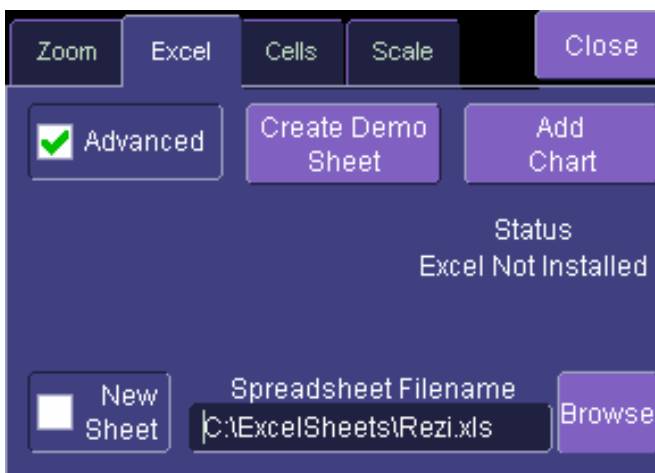 Zoom Excel Cells Scale Close
Advanced
Create Demo
Sheet
Add
Chart
Status
Excel Not Installed
New
Sheet
Spreadsheet Filename
C:\ExcelSheets\Rezi.xls
Browse